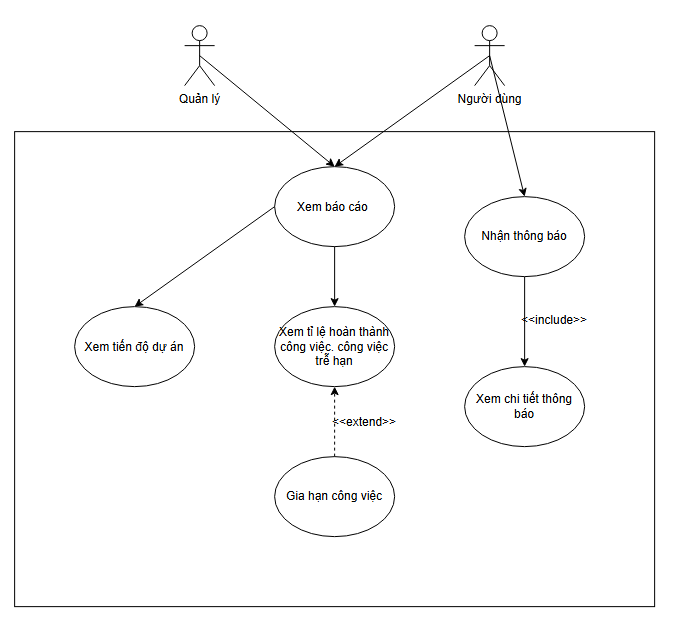 Quản lý
Người dùng
Xem báo cáo
Nhận thông báo
<<include>>
Xem tiến độ dự án
Xem tỉ lệ hoàn thành
công việc. công việc
trễ hạn
Xem chi tiết thông
báo
<<extend>>
Gia hạn công việc